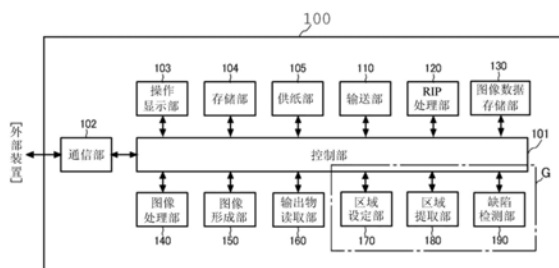 100
103
104
105
110
120
130
操作
显示部
存储部
供纸部
输送部
RIP
处理部
图像数据
存储部
102
101
[外部装置]
通信部
控制部
G
图像
处理部
图像
形成部
输出物
读取部
区域
设定部
区域
提取部
缺陷
检测部
140
150
160
170
180
190